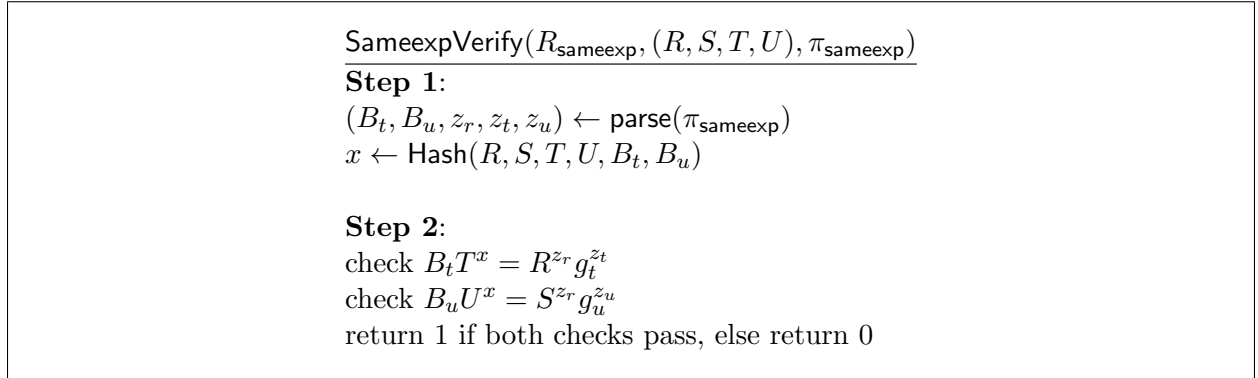 SameexpVerify(R_sameexp, (R, S, T, U), π_sameexp)
Step 1:
(B_t, B_u, z_r, z_t, z_u) ← parse(π_sameexp)
x ← Hash(R, S, T, U, B_t, B_u)
Step 2:
check B_t T^x = R^{z_r} g_t^{z_t}
check B_u U^x = S^{z_r} g_u^{z_u}
return 1 if both checks pass, else return 0